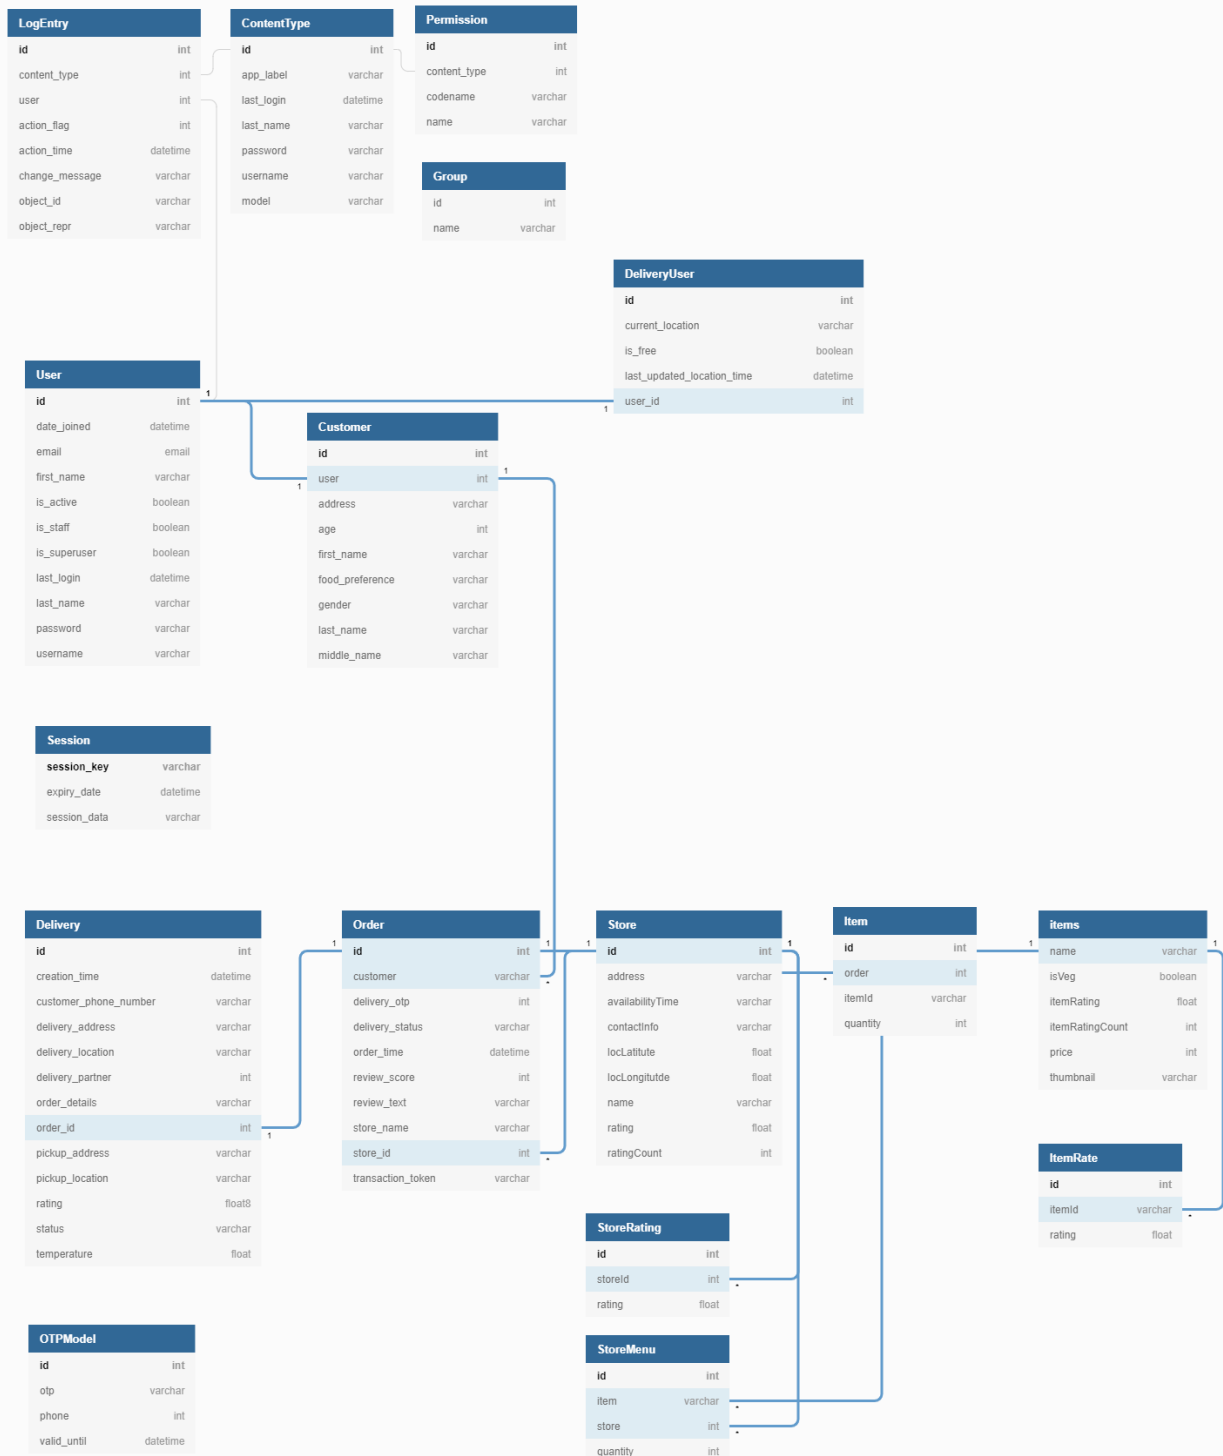 LogEntry
id int
content_type int
user int
action_flag int
action_time datetime
change_message varchar
object_id varchar
object_repr varchar
ContentType
id int
app_label varchar
last_login datetime
last_name varchar
password varchar
username varchar
model varchar
Permission
id int
content_type int
codename varchar
name varchar
Group
id int
name varchar
DeliveryUser
id int
current_location varchar
is_free boolean
last_updated_location_time datetime
user_id int
1
User
id int
1
date_joined datetime
email email
first_name varchar
is_active boolean
is_staff boolean
is_superuser boolean
last_login datetime
last_name varchar
password varchar
username varchar
Customer
id int
1 user int 1
address varchar
age int
first_name varchar
food_preference varchar
gender varchar
last_name varchar
middle_name varchar
Session
session_key varchar
expiry_date datetime
session_data varchar
Delivery
id int
creation_time datetime
customer_phone_number varchar
delivery_address varchar
delivery_location varchar
delivery_partner int
order_details varchar
order_id int
1
pickup_address varchar
pickup_location varchar
rating float8
status varchar
temperature float
Order
1 id int 1
customer varchar
*
delivery_otp int
delivery_status varchar
order_time datetime
review_score int
review_text varchar
store_name varchar
store_id int
*
transaction_token varchar
Store
1 id int 1
address varchar
availabilityTime varchar
contactInfo varchar
locLatitute float
locLongitutde float
name varchar
rating float
ratingCount int
Item
id int
* order int
itemId varchar
quantity int
items
1 name varchar 1
isVeg boolean
itemRating float
itemRatingCount int
price int
thumbnail varchar
ItemRate
id int
itemId varchar
*
rating float
StoreRating
id int
storeId int
*
rating float
StoreMenu
id int
item varchar
*
store int
*
quantity int
OTPModel
id int
otp varchar
phone int
valid_until datetime